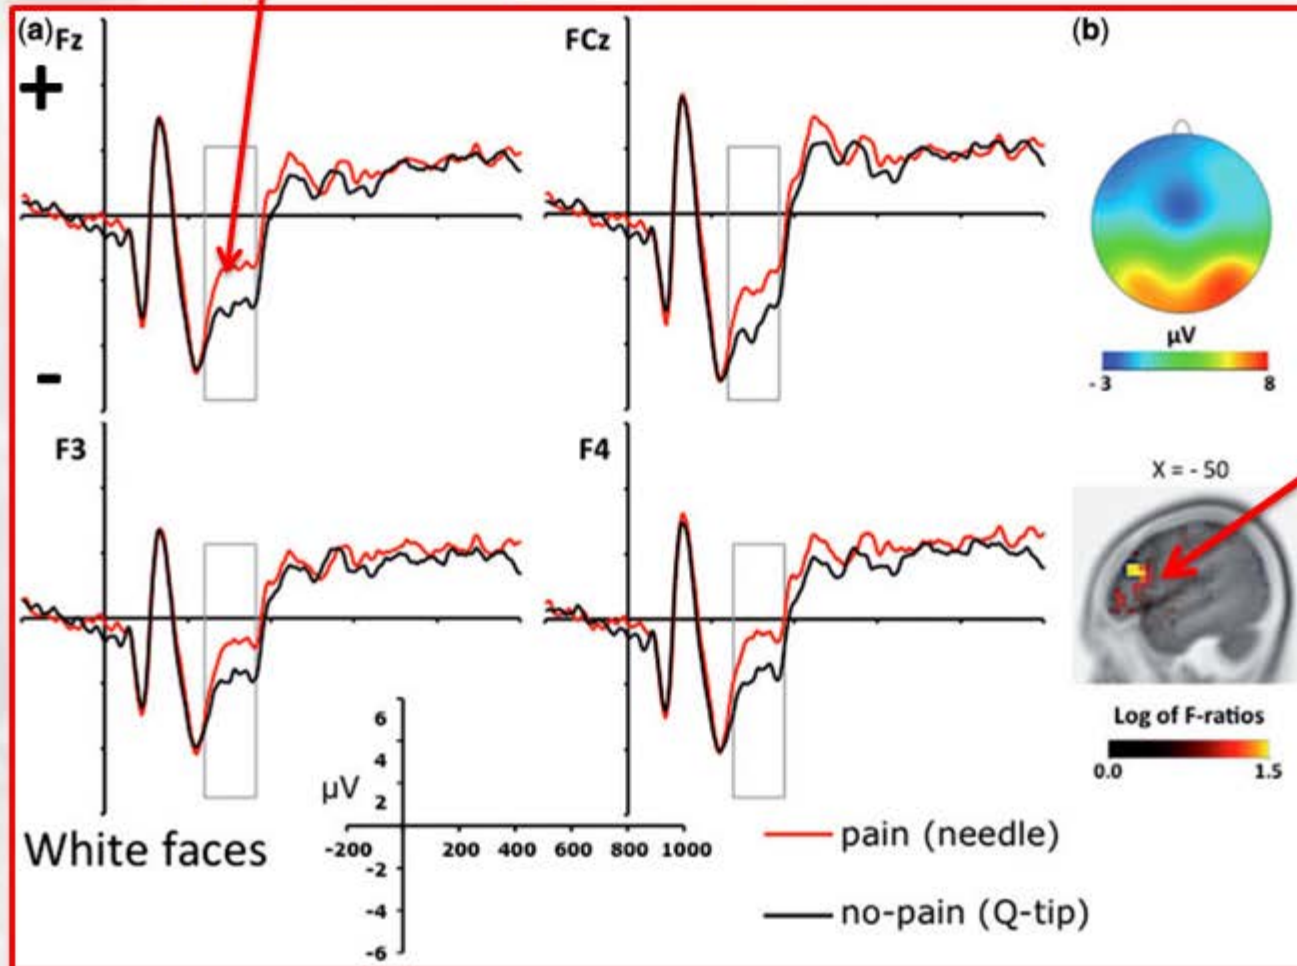 (a) Fz
FCz
(b)
+
-
µV
- 3 8
F3
F4
X = - 50
Log of F-ratios
0.0 1.5
6
4
µV
2
-200 200 400 600 800 1000
-2
-4
-6
White faces
pain (needle)
no-pain (Q-tip)